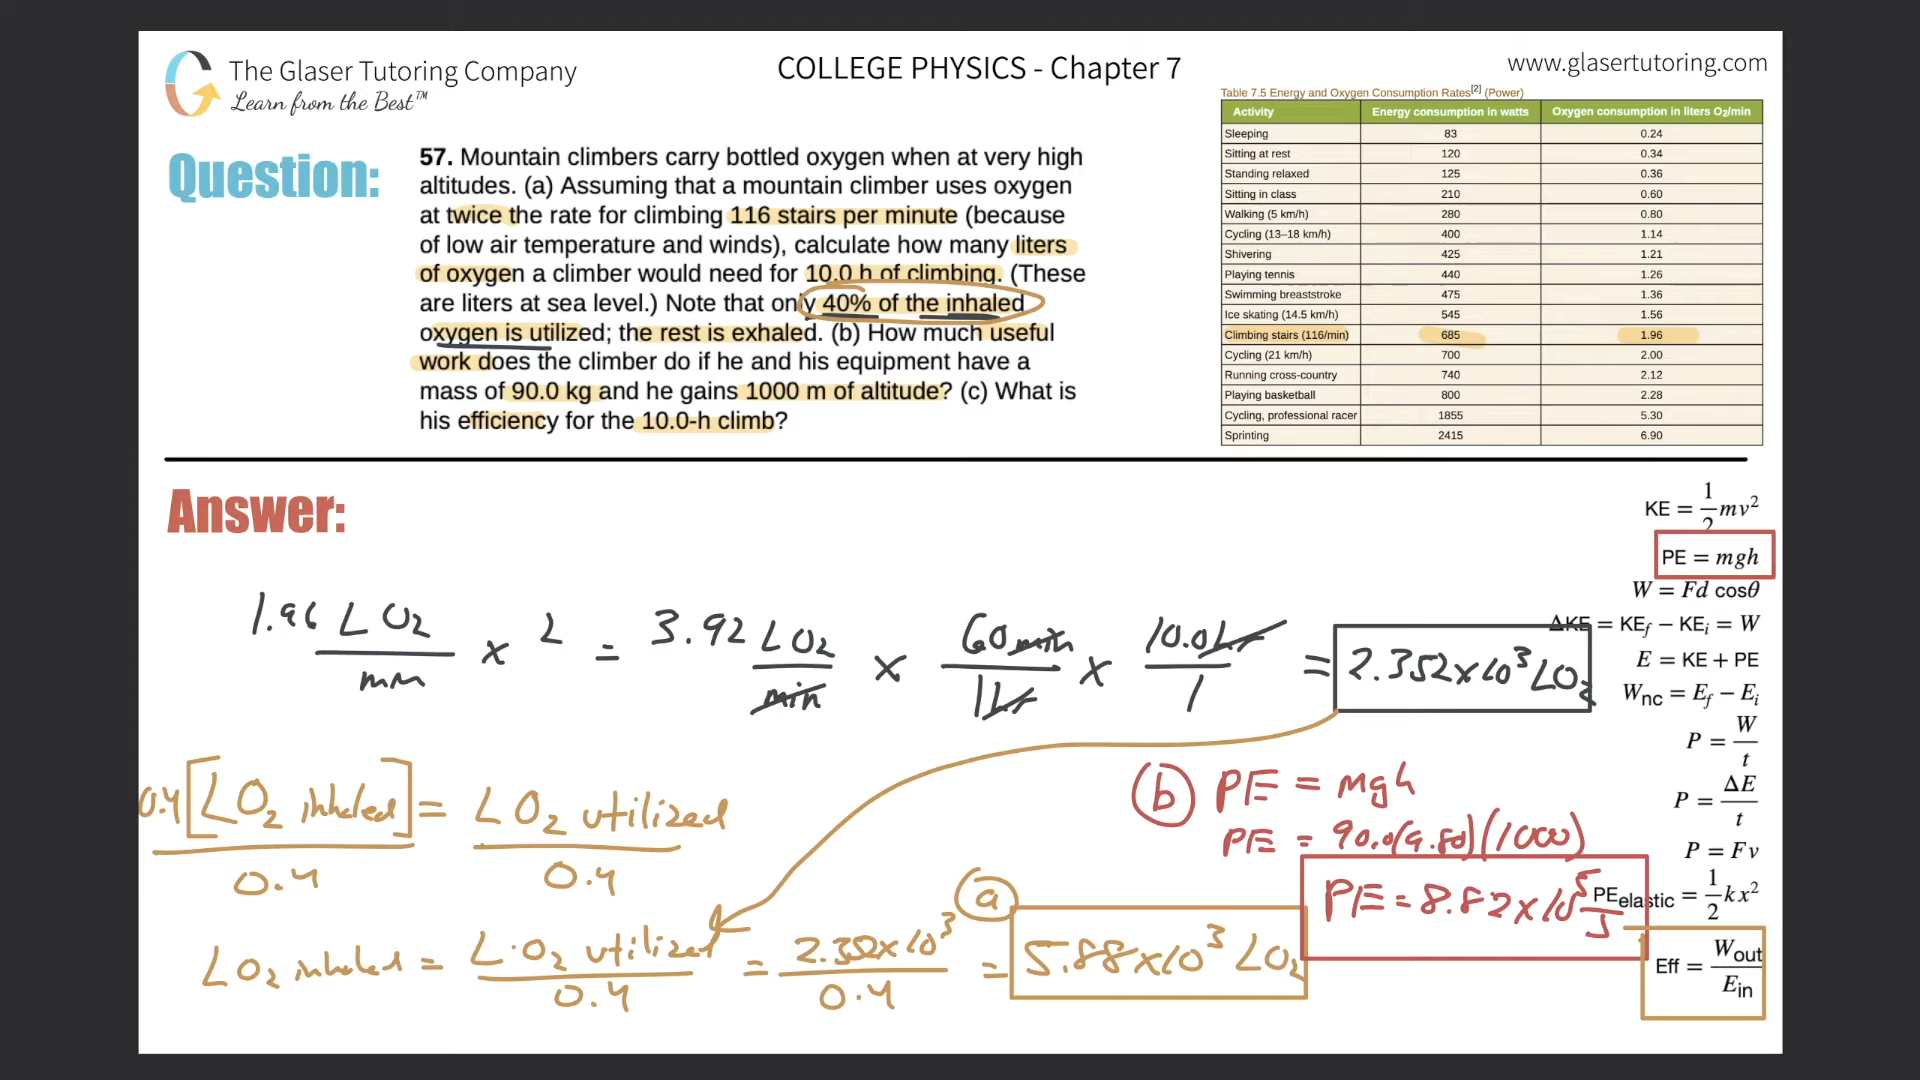 The Glaser Tutoring Company
Learn from the Best™
COLLEGE PHYSICS - Chapter 7
www.glasertutoring.com
Question:
57. Mountain climbers carry bottled oxygen when at very high
altitudes. (a) Assuming that a mountain climber uses oxygen
at twice the rate for climbing 116 stairs per minute (because
of low air temperature and winds), calculate how many liters
of oxygen a climber would need for 10.0 h of climbing. (These
are liters at sea level.) Note that only 40% of the inhaled
oxygen is utilized; the rest is exhaled. (b) How much useful
work does the climber do if he and his equipment have a
mass of 90.0 kg and he gains 1000 m of altitude? (c) What is
his efficiency for the 10.0-h climb?
Table 7.5 Energy and Oxygen Consumption Rates[2] (Power)
Activity Energy consumption in watts Oxygen consumption in liters O₂/min
Sleeping 83 0.24
Sitting at rest 120 0.34
Standing relaxed 125 0.36
Sitting in class 210 0.60
Walking (5 km/h) 280 0.80
Cycling (13–18 km/h) 400 1.14
Shivering 425 1.21
Playing tennis 440 1.26
Swimming breaststroke 475 1.36
Ice skating (14.5 km/h) 545 1.56
Climbing stairs (116/min) 685 1.96
Cycling (21 km/h) 700 2.00
Running cross-country 740 2.12
Playing basketball 800 2.28
Cycling, professional racer 1855 5.30
Sprinting 2415 6.90
Answer:
1.96 L O₂ / min × 2 = 3.92 L O₂ / min × 60 min / 1 hr × 10.0 hr / 1 = 2.352×10³ L O₂
0.4 [L O₂ inhaled] / 0.4 = L O₂ utilized / 0.4
L O₂ inhaled = L·O₂ utilized / 0.4 = 2.352×10³ / 0.4 = 5.88×10³ L O₂
(a)
(b) PE = mgh
PE = 90.0(9.80)(1000)
PE = 8.82×10⁵ J
KE = 1/2 mv²
PE = mgh
W = Fd cosθ
ΔKE = KEf − KEi = W
E = KE + PE
Wnc = Ef − Ei
P = W/t
P = ΔE/t
P = Fv
PEelastic = 1/2 kx²
Eff = Wout/Ein